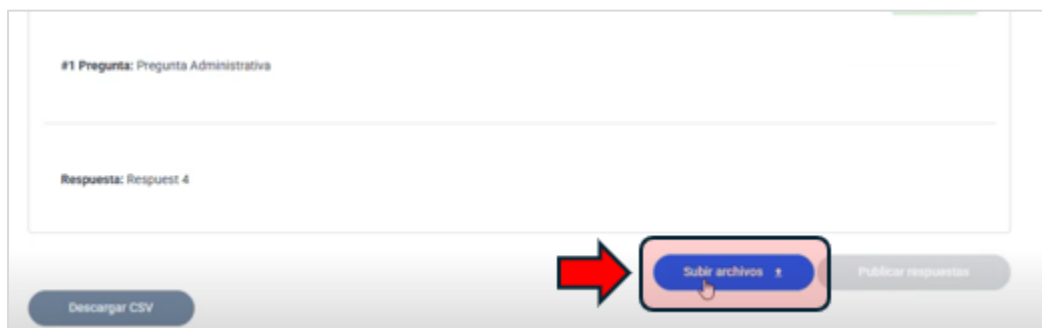 #1 Pregunta: Pregunta Administrativa
Respuesta: Respuest 4
Subir archivos
Publicar respuestas
Descargar CSV